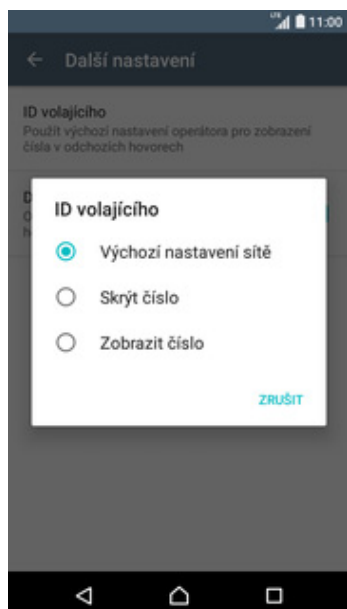 LTE 11:00
Další nastavení
ID volajícího
Použít výchozí nastavení operátora pro zobrazení
čísla v odchozích hovorech
D
O
h
ID volajícího
Výchozí nastavení sítě
Skrýt číslo
Zobrazit číslo
ZRUŠIT